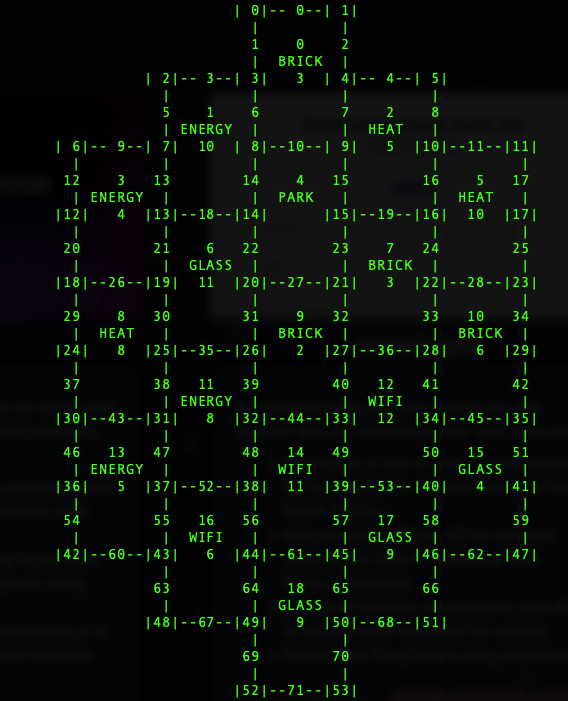 | 0|-- 0--| 1|
|         |
1    0    2
|  BRICK  |
| 2|-- 3--| 3|   3  | 4|-- 4--| 5|
|         |         |         |
5    1    6         7    2    8
| ENERGY  |         |  HEAT   |
| 6|-- 9--| 7|  10  | 8|--10--| 9|   5  |10|--11--|11|
|         |         |         |         |         |
12    3   13        14    4   15        16    5   17
| ENERGY  |         |  PARK   |         |  HEAT   |
|12|   4  |13|--18--|14|      |15|--19--|16|  10  |17|
|         |         |         |         |         |
20        21    6   22        23    7   24        25
|         |  GLASS  |         |  BRICK  |         |
|18|--26--|19|  11  |20|--27--|21|   3  |22|--28--|23|
|         |         |         |         |         |
29    8   30        31    9   32        33   10   34
|  HEAT   |         |  BRICK  |         |  BRICK  |
|24|   8  |25|--35--|26|   2  |27|--36--|28|   6  |29|
|         |         |         |         |         |
37        38   11   39        40   12   41        42
|         | ENERGY  |         |  WIFI   |         |
|30|--43--|31|   8  |32|--44--|33|  12  |34|--45--|35|
|         |         |         |         |         |
46   13   47        48   14   49        50   15   51
| ENERGY  |         |  WIFI   |         |  GLASS  |
|36|   5  |37|--52--|38|  11  |39|--53--|40|   4  |41|
|         |         |         |         |         |
54        55   16   56        57   17   58        59
|         |  WIFI   |         |  GLASS  |         |
|42|--60--|43|   6  |44|--61--|45|   9  |46|--62--|47|
|         |         |         |
63        64   18   65        66
|         |  GLASS  |         |
|48|--67--|49|   9  |50|--68--|51|
|         |
69        70
|         |
|52|--71--|53|